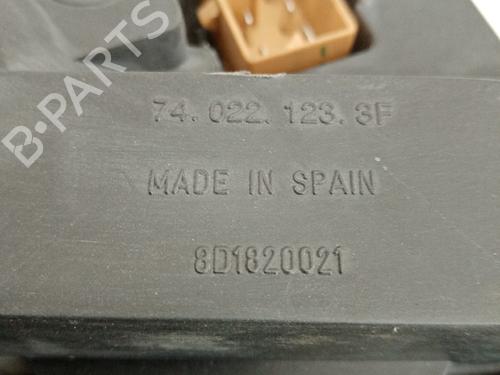 B-PARTS
74.022.123.3F
MADE IN SPAIN
8D1820021